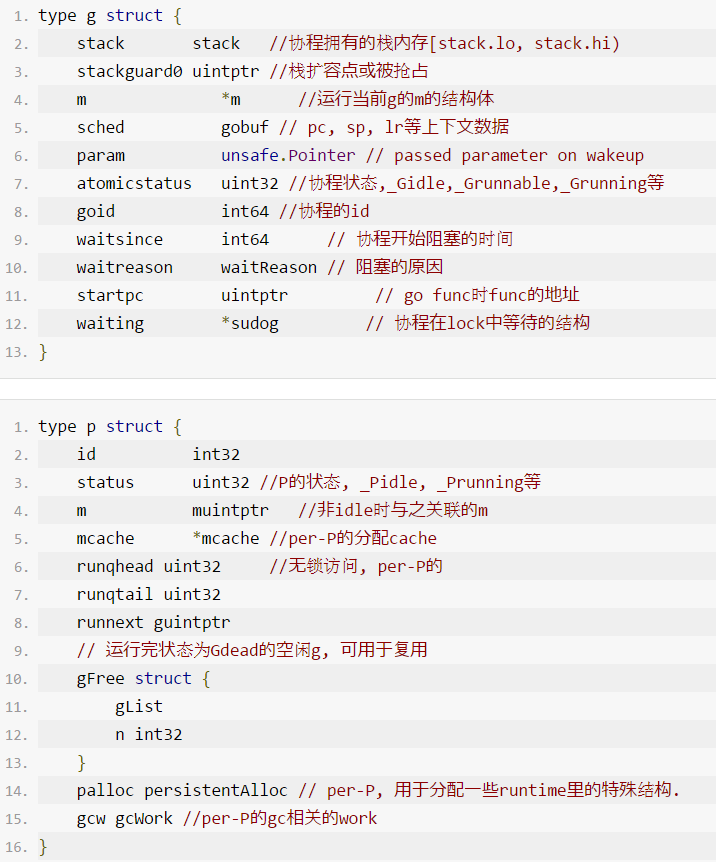 1. type g struct {
2.     stack       stack   //协程拥有的栈内存[stack.lo, stack.hi)
3.     stackguard0 uintptr //栈扩容点或被抢占
4.     m              *m      //运行当前g的m的结构体
5.     sched          gobuf // pc, sp, lr等上下文数据
6.     param          unsafe.Pointer // passed parameter on wakeup
7.     atomicstatus   uint32 //协程状态,_Gidle,_Grunnable,_Grunning等
8.     goid           int64 //协程的id
9.     waitsince      int64      // 协程开始阻塞的时间
10.     waitreason     waitReason // 阻塞的原因
11.     startpc        uintptr         // go func时func的地址
12.     waiting        *sudog         // 协程在lock中等待的结构
13. }
1. type p struct {
2.     id          int32
3.     status      uint32 //P的状态, _Pidle, _Prunning等
4.     m           muintptr   //非idle时与之关联的m
5.     mcache      *mcache //per-P的分配cache
6.     runqhead uint32     //无锁访问, per-P的
7.     runqtail uint32
8.     runnext guintptr
9.     // 运行完状态为Gdead的空闲g, 可用于复用
10.     gFree struct {
11.         gList
12.         n int32
13.     }
14.     palloc persistentAlloc // per-P, 用于分配一些runtime里的特殊结构.
15.     gcw gcWork //per-P的gc相关的work
16. }